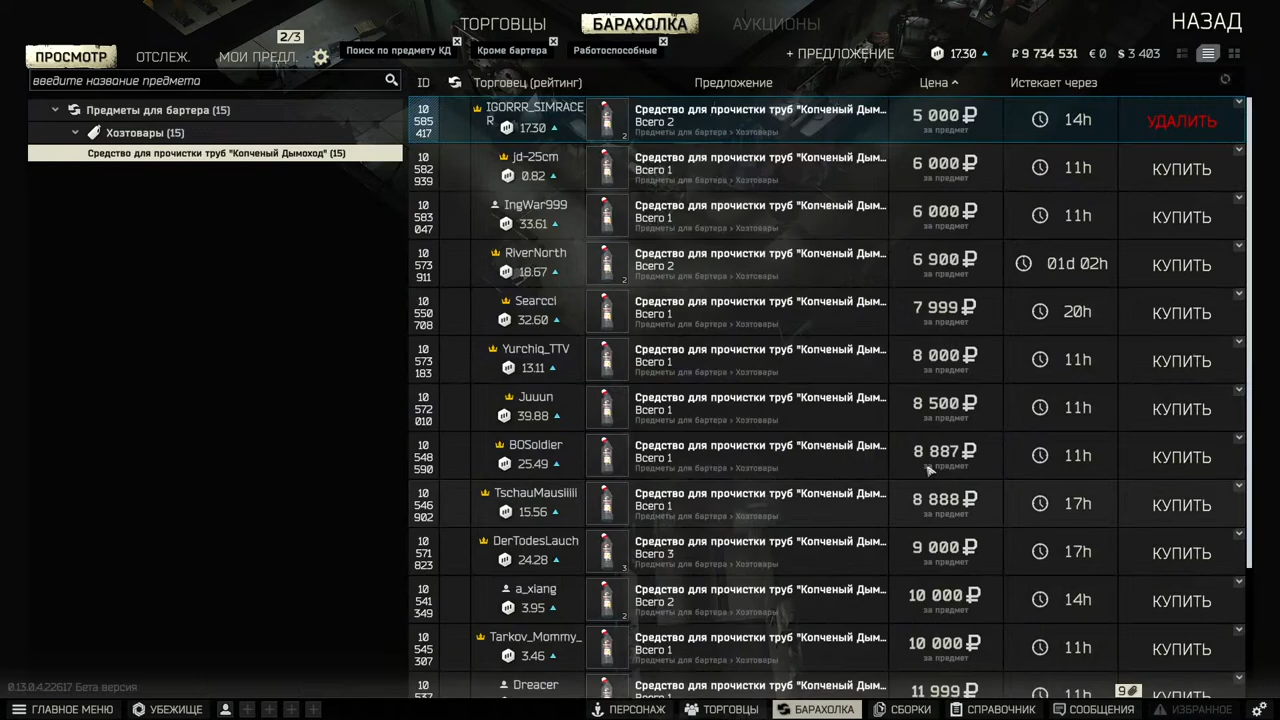 ТОРГОВЦЫ
БАРАХОЛКА
АУКЦИОНЫ
НАЗАД
2/3
ПРОСМОТР
ОТСЛЕЖ.
МОИ ПРЕДЛ.
Поиск по предмету КД
Кроме бартера
Работоспособные
+ ПРЕДЛОЖЕНИЕ
17.30
₽ 9 734 531
€ 0
$ 3 403
введите название предмета
ID
Торговец (рейтинг)
Предложение
Цена
Истекает через
Предметы для бартера (15)
Хозтовары (15)
Средство для прочистки труб "Копченый Дымоход" (15)
10 585 417
IGORRR_SIMRACER
17.30
2
Средство для прочистки труб "Копченый Дым...
Всего 2
Предметы для бартера > Хозтовары
5 000 ₽
за предмет
14h
УДАЛИТЬ
10 582 939
jd-25cm
0.82
Средство для прочистки труб "Копченый Дым...
Всего 1
Предметы для бартера > Хозтовары
6 000 ₽
за предмет
11h
КУПИТЬ
10 583 047
IngWar999
33.61
Средство для прочистки труб "Копченый Дым...
Всего 1
Предметы для бартера > Хозтовары
6 000 ₽
за предмет
11h
КУПИТЬ
10 573 911
RiverNorth
18.67
2
Средство для прочистки труб "Копченый Дым...
Всего 2
Предметы для бартера > Хозтовары
6 900 ₽
за предмет
01d 02h
КУПИТЬ
10 550 708
Searcci
32.60
Средство для прочистки труб "Копченый Дым...
Всего 1
Предметы для бартера > Хозтовары
7 999 ₽
за предмет
20h
КУПИТЬ
10 573 183
Yurchiq_TTV
13.11
Средство для прочистки труб "Копченый Дым...
Всего 1
Предметы для бартера > Хозтовары
8 000 ₽
за предмет
11h
КУПИТЬ
10 572 010
Juuun
39.88
Средство для прочистки труб "Копченый Дым...
Всего 1
Предметы для бартера > Хозтовары
8 500 ₽
за предмет
11h
КУПИТЬ
10 548 590
BOSoldier
25.49
Средство для прочистки труб "Копченый Дым...
Всего 1
Предметы для бартера > Хозтовары
8 887 ₽
за предмет
11h
КУПИТЬ
10 546 902
TschauMausiiiii
15.56
Средство для прочистки труб "Копченый Дым...
Всего 1
Предметы для бартера > Хозтовары
8 888 ₽
за предмет
17h
КУПИТЬ
10 571 823
DerTodesLauch
24.28
3
Средство для прочистки труб "Копченый Дым...
Всего 3
Предметы для бартера > Хозтовары
9 000 ₽
за предмет
17h
КУПИТЬ
10 541 349
a_xiang
3.95
2
Средство для прочистки труб "Копченый Дым...
Всего 2
Предметы для бартера > Хозтовары
10 000 ₽
за предмет
14h
КУПИТЬ
10 545 307
Tarkov_Mommy_
3.46
Средство для прочистки труб "Копченый Дым...
Всего 1
Предметы для бартера > Хозтовары
10 000 ₽
за предмет
11h
КУПИТЬ
10
Dreacer
Средство для прочистки труб "Копченый Дым...
11 999 ₽
11h
КУПИТЬ
0.13.0.4.22617 Бета версия
9
ГЛАВНОЕ МЕНЮ
УБЕЖИЩЕ
ПЕРСОНАЖ
ТОРГОВЦЫ
БАРАХОЛКА
СБОРКИ
СПРАВОЧНИК
СООБЩЕНИЯ
ИЗБРАННОЕ